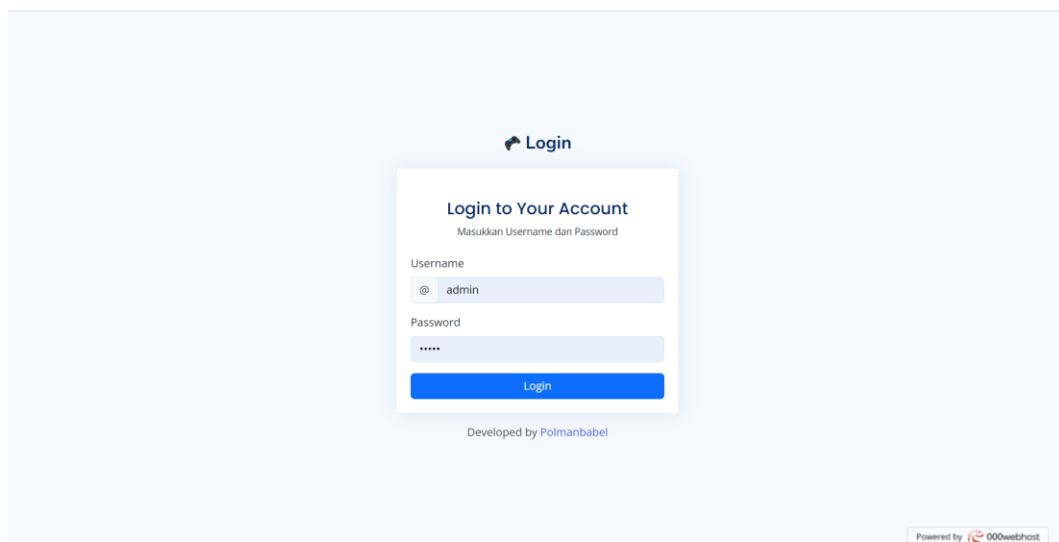 Login
Login to Your Account
Masukkan Username dan Password
Username
@ admin
Password
•••••
Login
Developed by Polmanbabel
Powered by 000webhost